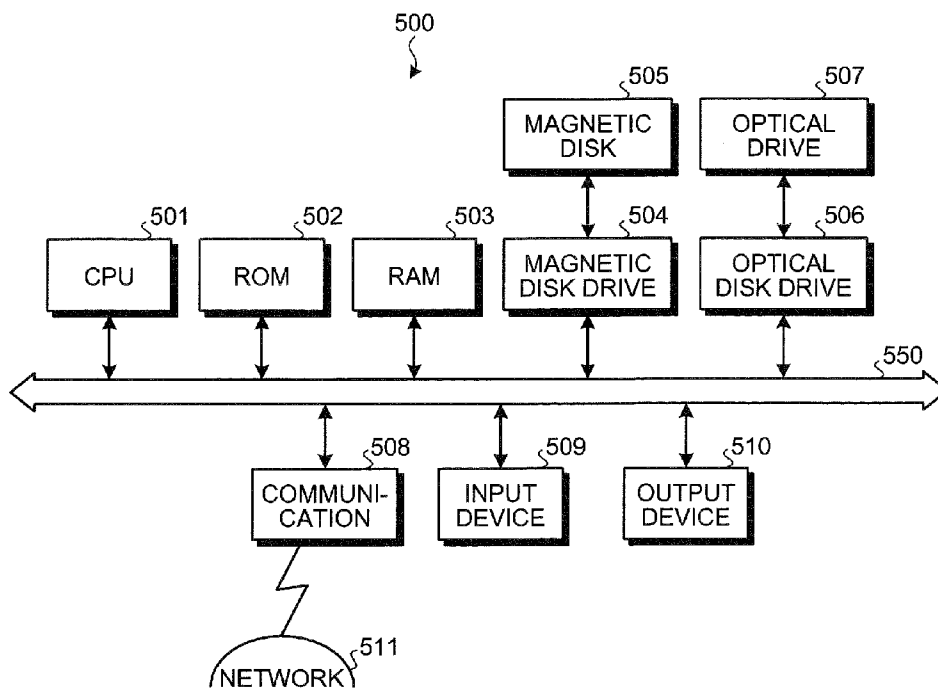 500
505
507
MAGNETIC
DISK
OPTICAL
DRIVE
501
502
503
504
506
CPU
ROM
RAM
MAGNETIC
DISK DRIVE
OPTICAL
DISK DRIVE
550
508
509
510
COMMUNI-
CATION
INPUT
DEVICE
OUTPUT
DEVICE
511
NETWORK